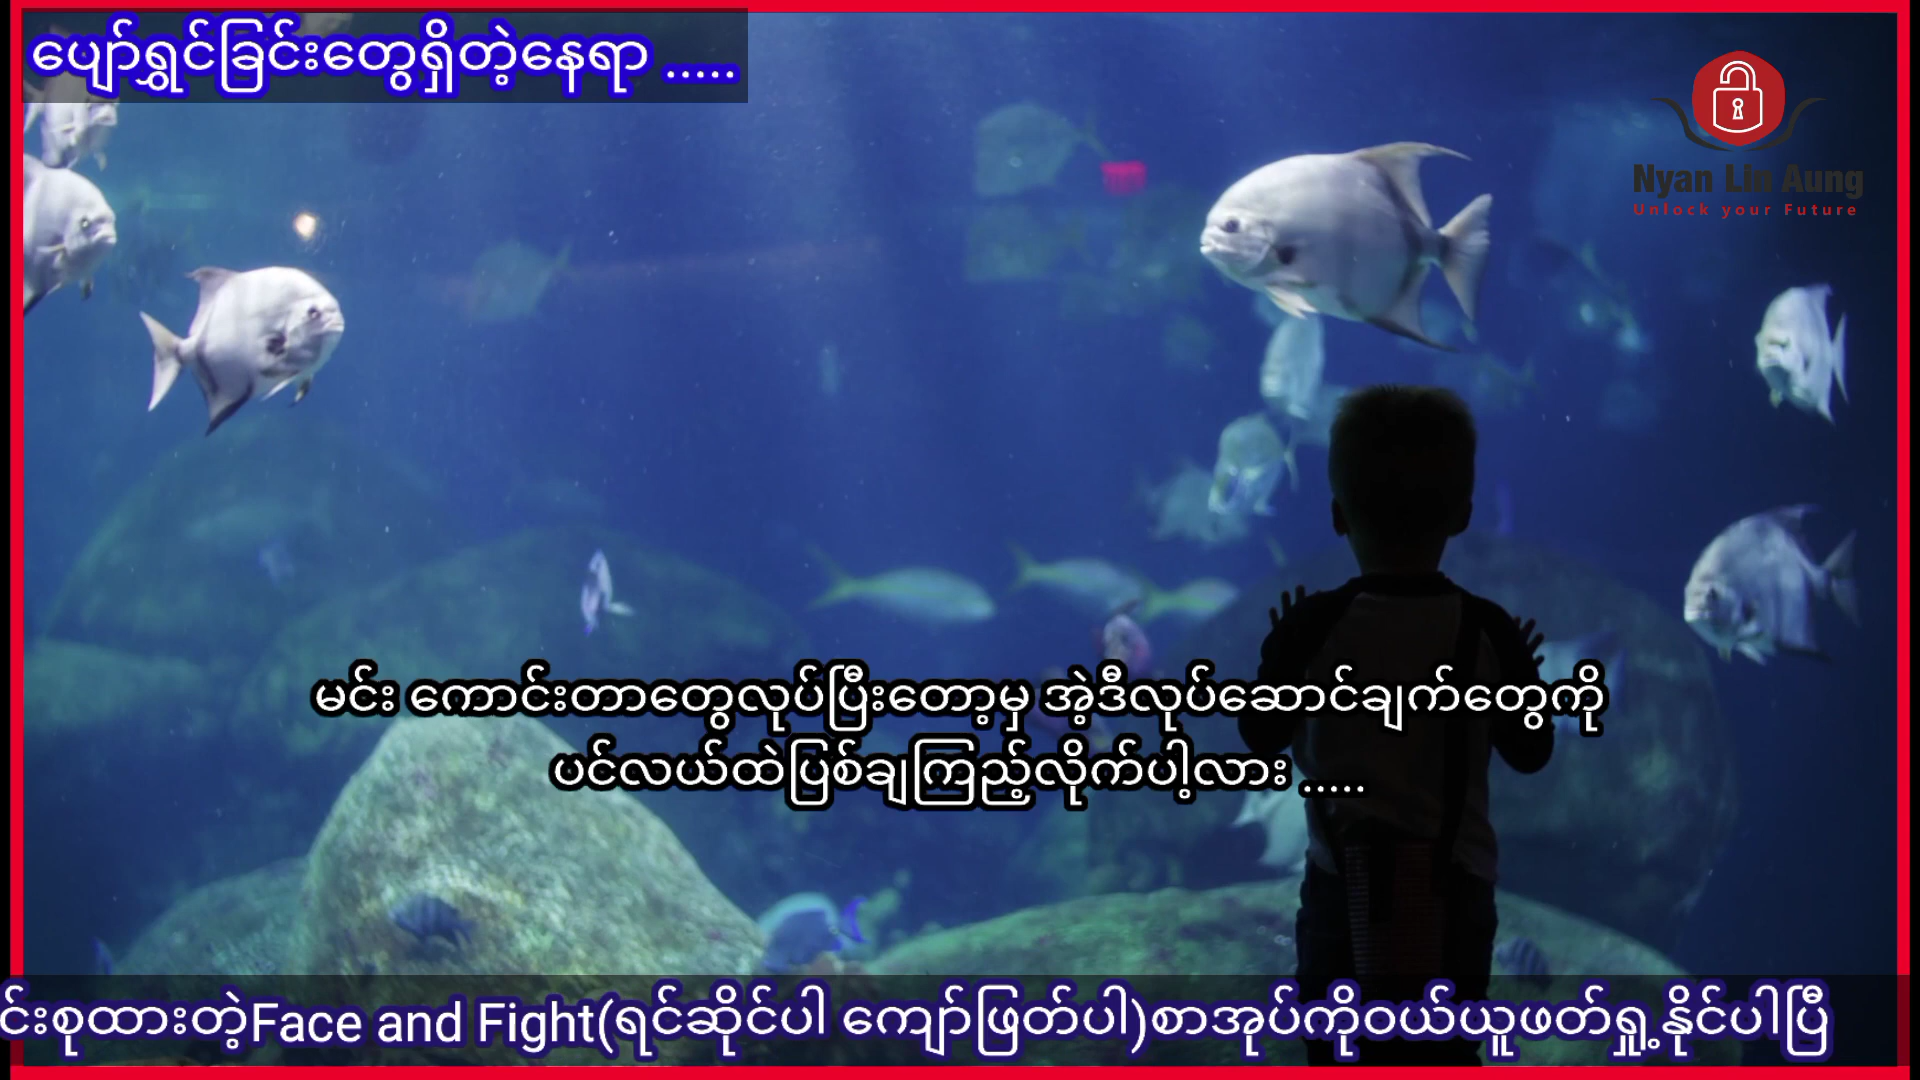 ပျော်ရွှင်ခြင်းတွေရှိတဲ့နေရာ .....
Nyan Lin Aung
Unlock your Future
မင်း ကောင်းတာတွေလုပ်ပြီးတော့မှ အဲ့ဒီလုပ်ဆောင်ချက်တွေကို
ပင်လယ်ထဲပြစ်ချကြည့်လိုက်ပါ့လား .....
င်းစုထားတဲ့Face and Fight(ရင်ဆိုင်ပါ ကျော်ဖြတ်ပါ)စာအုပ်ကိုဝယ်ယူဖတ်ရှု့နိုင်ပါပြီ